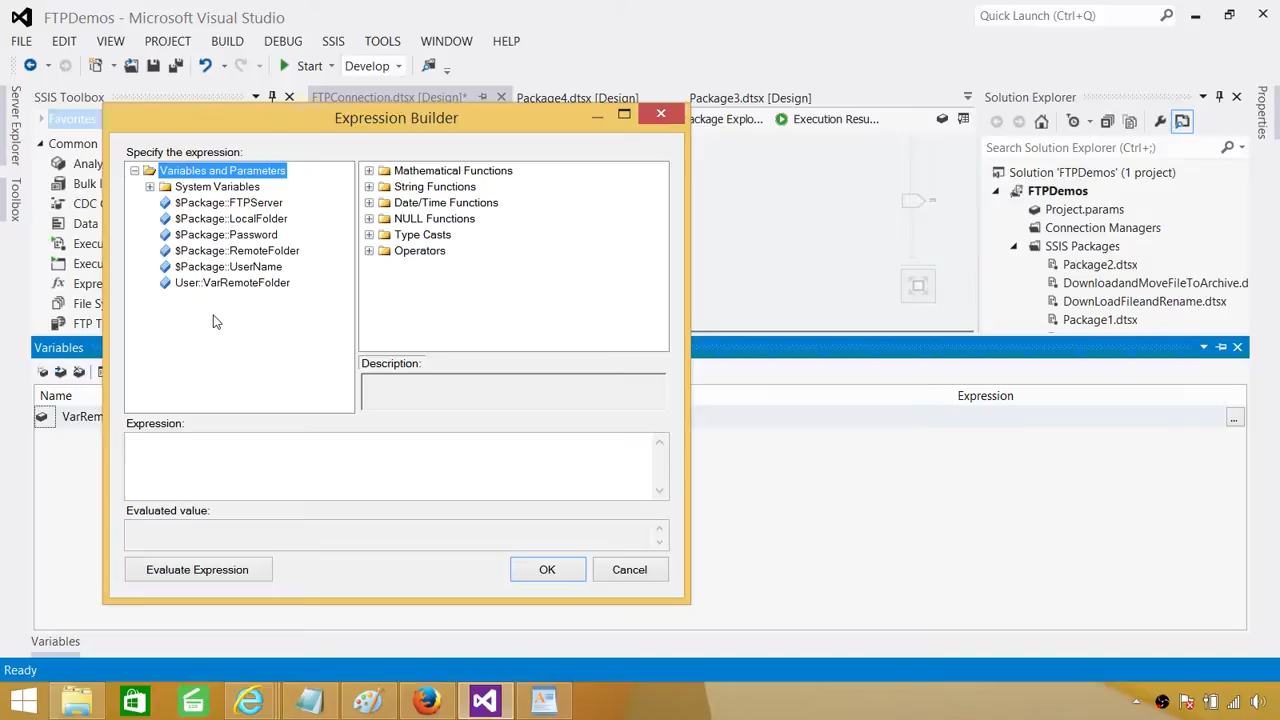 FTPDemos - Microsoft Visual Studio
Quick Launch (Ctrl+Q)
FILE EDIT VIEW PROJECT BUILD DEBUG SSIS TOOLS WINDOW HELP
Start Develop
Server Explorer
Toolbox
SSIS Toolbox
FTPConnection.dtsx [Design]* Package4.dtsx [Design] Package3.dtsx [Design]
Solution Explorer
Properties
Favorites
Common
Analy
Bulk I
CDC
Data
Execu
Execu
Expre
File Sy
FTP T
Expression Builder
Specify the expression:
Variables and Parameters
System Variables
$Package::FTPServer
$Package::LocalFolder
$Package::Password
$Package::RemoteFolder
$Package::UserName
User::VarRemoteFolder
Mathematical Functions
String Functions
Date/Time Functions
NULL Functions
Type Casts
Operators
Description:
Expression:
Evaluated value:
Evaluate Expression
OK
Cancel
ackage Explo...
Execution Resu...
Search Solution Explorer (Ctrl+;)
Solution 'FTPDemos' (1 project)
FTPDemos
Project.params
Connection Managers
SSIS Packages
Package2.dtsx
DownloadandMoveFileToArchive.d
DownLoadFileandRename.dtsx
Package1.dtsx
Variables
Name
Expression
VarRem
...
Variables
Ready